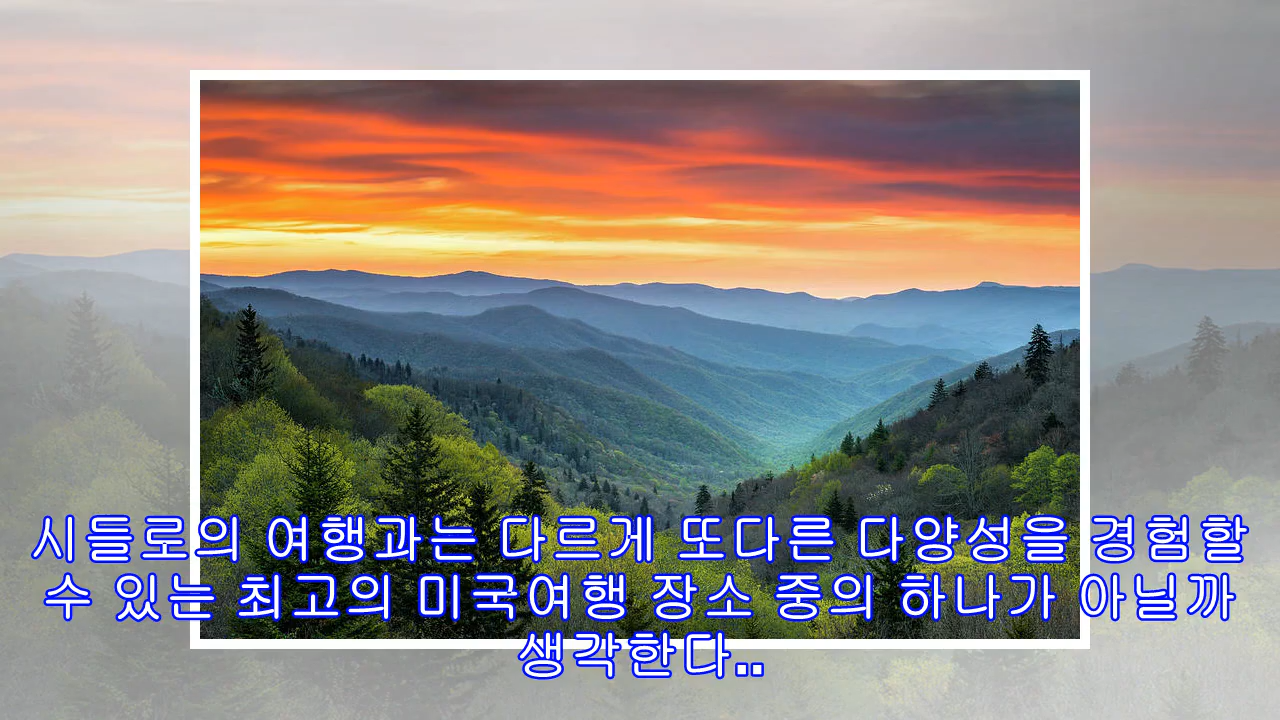 시들로의 여행과는 다르게 또다른 다양성을 경험할
수 있는 최고의 미국여행 장소 중의 하나가 아닐까
생각한다..